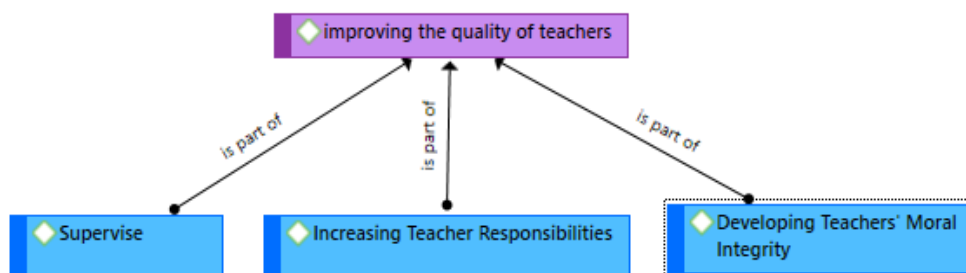 improving the quality of teachers
is part of
is part of
is part of
Supervise
Increasing Teacher Responsibilities
Developing Teachers' Moral
Integrity